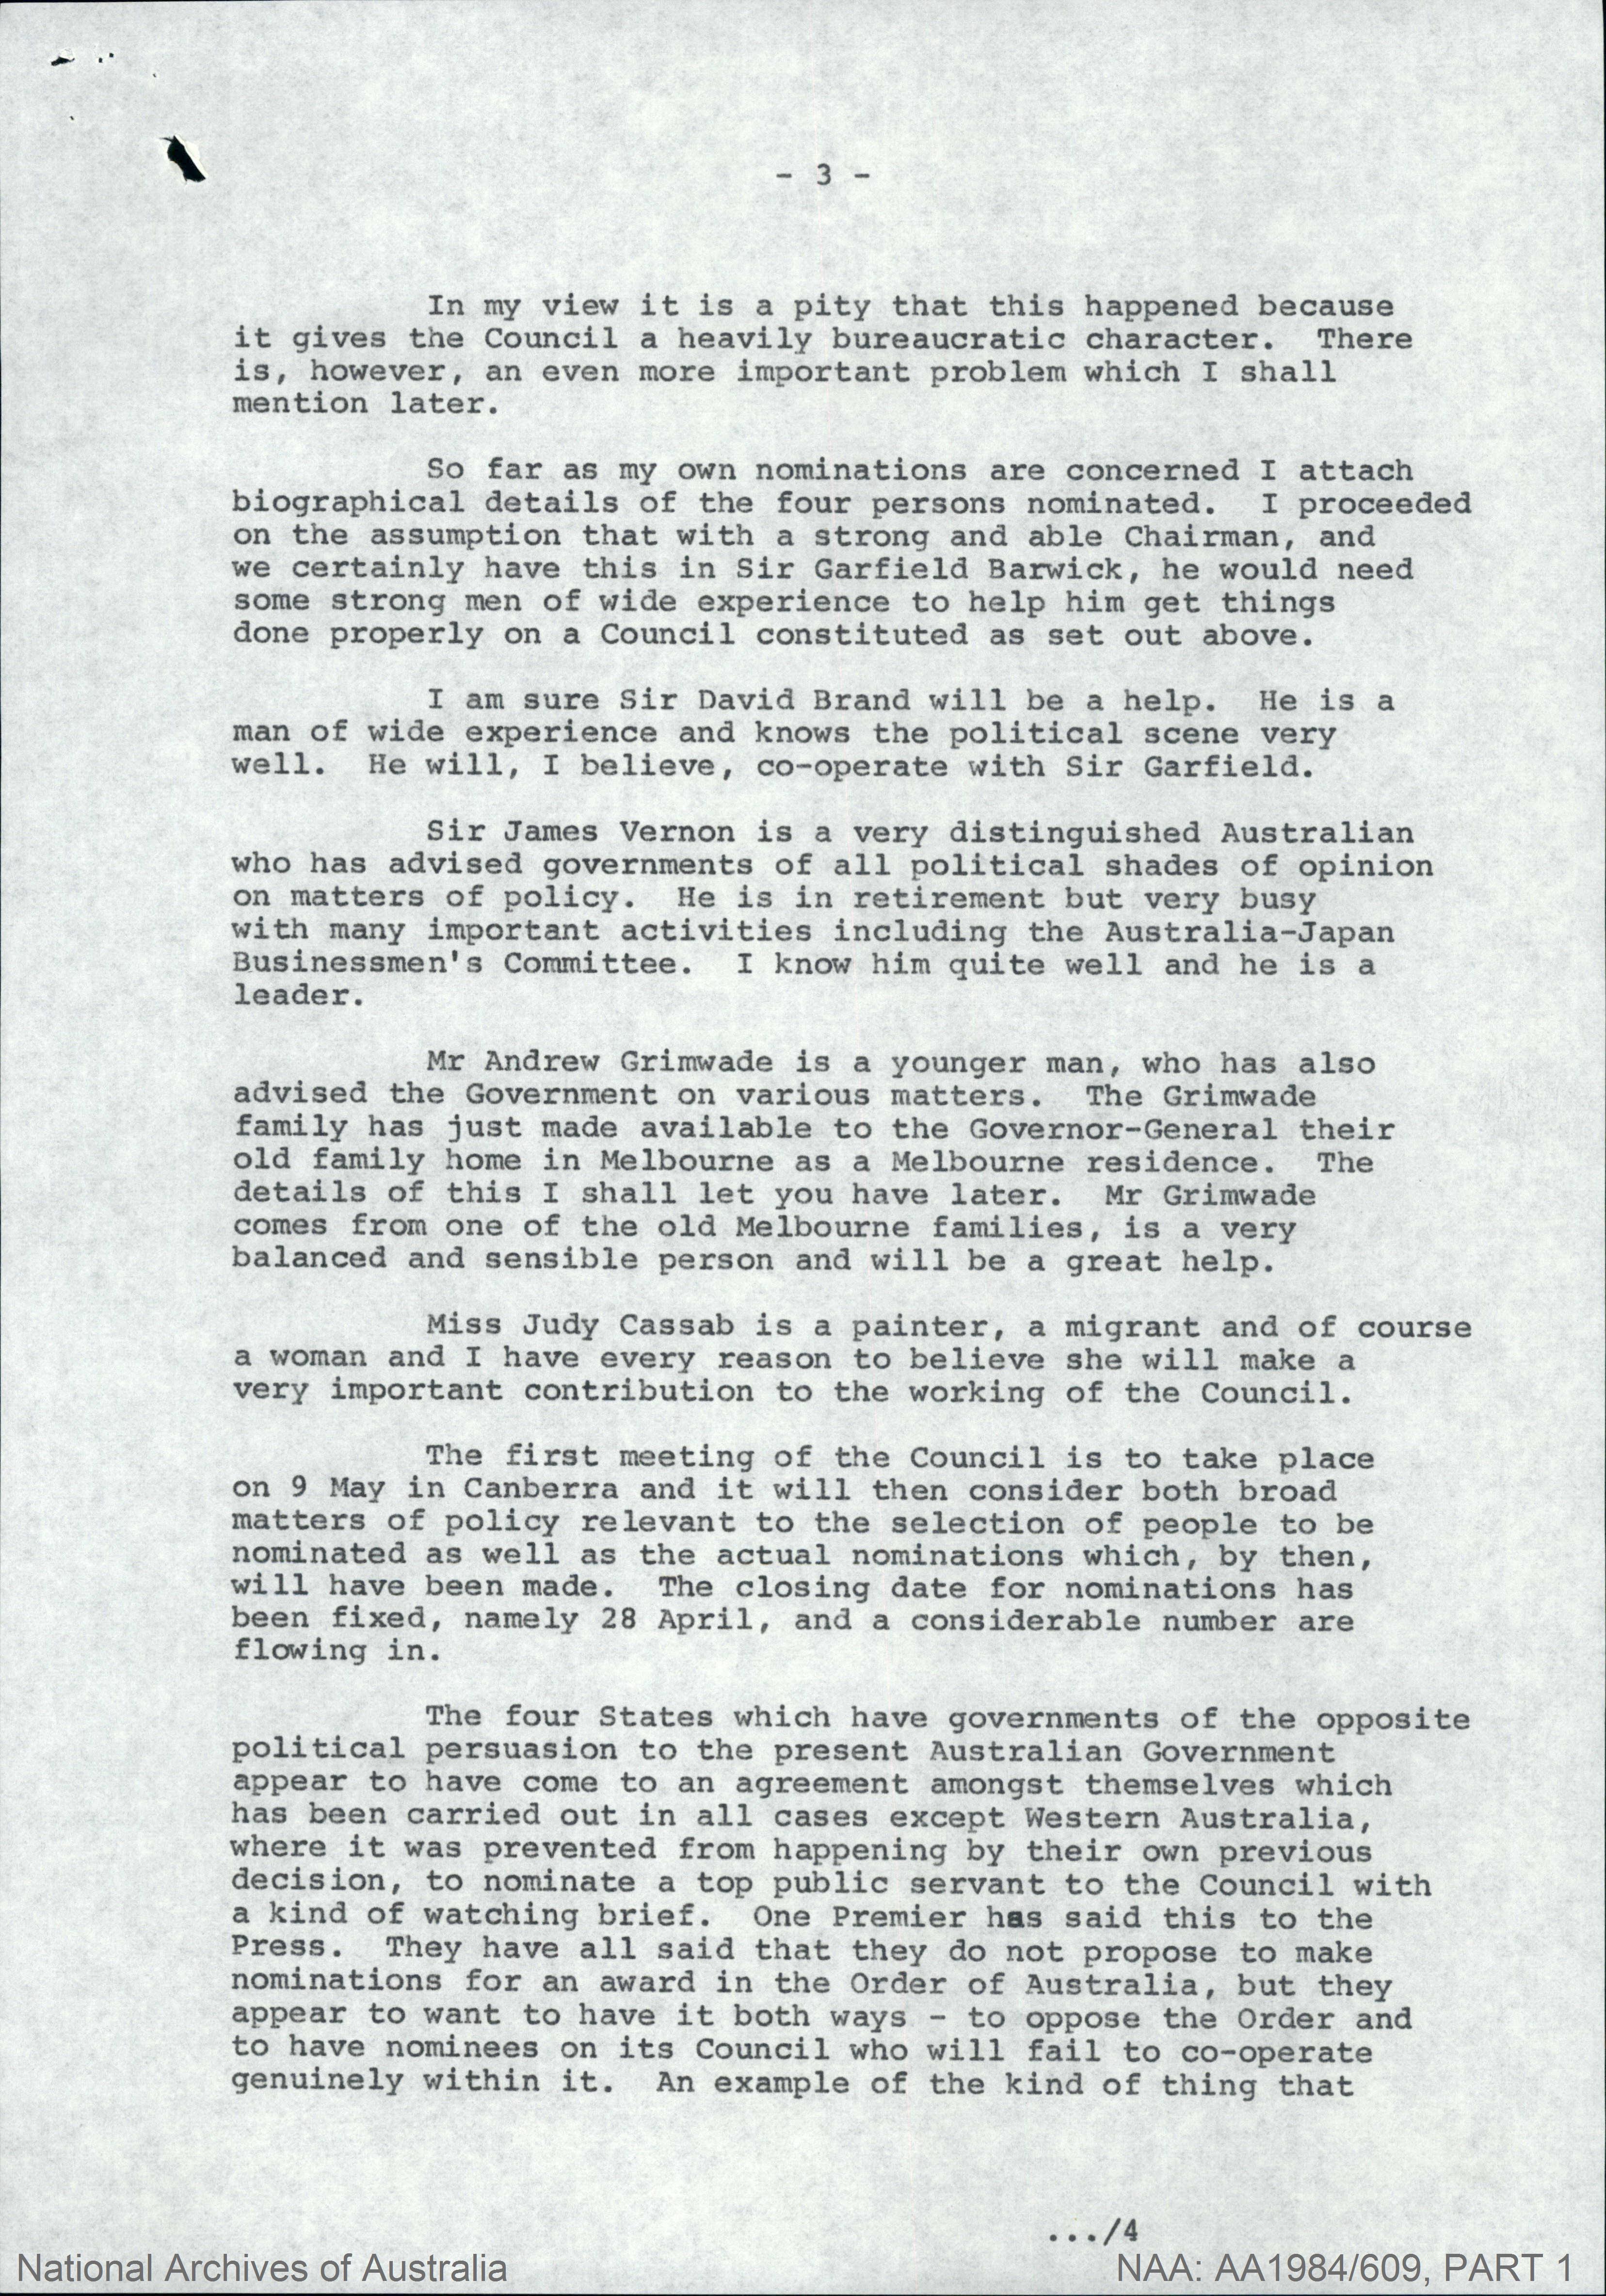 - 3 -
In my view it is a pity that this happened because
it gives the Council a heavily bureaucratic character. There
is, however, an even more important problem which I shall
mention later.
So far as my own nominations are concerned I attach
biographical details of the four persons nominated. I proceeded
on the assumption that with a strong and able Chairman, and
we certainly have this in Sir Garfield Barwick, he would need
some strong men of wide experience to help him get things
done properly on a Council constituted as set out above.
I am sure Sir David Brand will be a help. He is a
man of wide experience and knows the political scene very
well. He will, I believe, co-operate with Sir Garfield.
Sir James Vernon is a very distinguished Australian
who has advised governments of all political shades of opinion
on matters of policy. He is in retirement but very busy
with many important activities including the Australia-Japan
Businessmen's Committee. I know him quite well and he is a
leader.
Mr Andrew Grimwade is a younger man, who has also
advised the Government on various matters. The Grimwade
family has just made available to the Governor-General their
old family home in Melbourne as a Melbourne residence. The
details of this I shall let you have later. Mr Grimwade
comes from one of the old Melbourne families, is a very
balanced and sensible person and will be a great help.
Miss Judy Cassab is a painter, a migrant and of course
a woman and I have every reason to believe she will make a
very important contribution to the working of the Council.
The first meeting of the Council is to take place
on 9 May in Canberra and it will then consider both broad
matters of policy relevant to the selection of people to be
nominated as well as the actual nominations which, by then,
will have been made. The closing date for nominations has
been fixed, namely 28 April, and a considerable number are
flowing in.
The four States which have governments of the opposite
political persuasion to the present Australian Government
appear to have come to an agreement amongst themselves which
has been carried out in all cases except Western Australia,
where it was prevented from happening by their own previous
decision, to nominate a top public servant to the Council with
a kind of watching brief. One Premier has said this to the
Press. They have all said that they do not propose to make
nominations for an award in the Order of Australia, but they
appear to want to have it both ways - to oppose the Order and
to have nominees on its Council who will fail to co-operate
genuinely within it. An example of the kind of thing that
.../4
National Archives of Australia
NAA: AA1984/609, PART 1